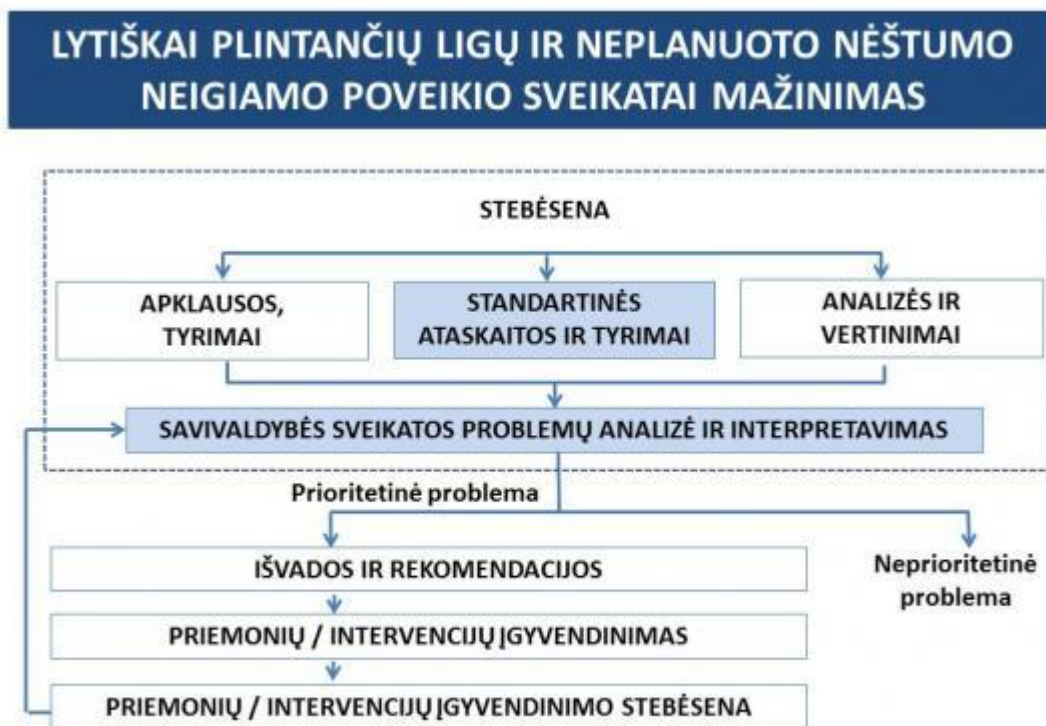 LYTIŠKAI PLINTANČIŲ LIGŲ IR NEPLANUOTO NĖŠTUMO
NEIGIAMO POVEIKIO SVEIKATAI MAŽINIMAS
STEBĖSENA
APKLAUSOS,
TYRIMAI
STANDARTINĖS
ATASKAITOS IR TYRIMAI
ANALIZĖS IR
VERTINIMAI
SAVIVALDYBĖS SVEIKATOS PROBLEMŲ ANALIZĖ IR INTERPRETAVIMAS
Prioritetinė problema
IŠVADOS IR REKOMENDACIJOS
Neprioritetinė
problema
PRIEMONIŲ / INTERVENCIJŲ ĮGYVENDINIMAS
PRIEMONIŲ / INTERVENCIJŲ ĮGYVENDINIMO STEBĖSENA